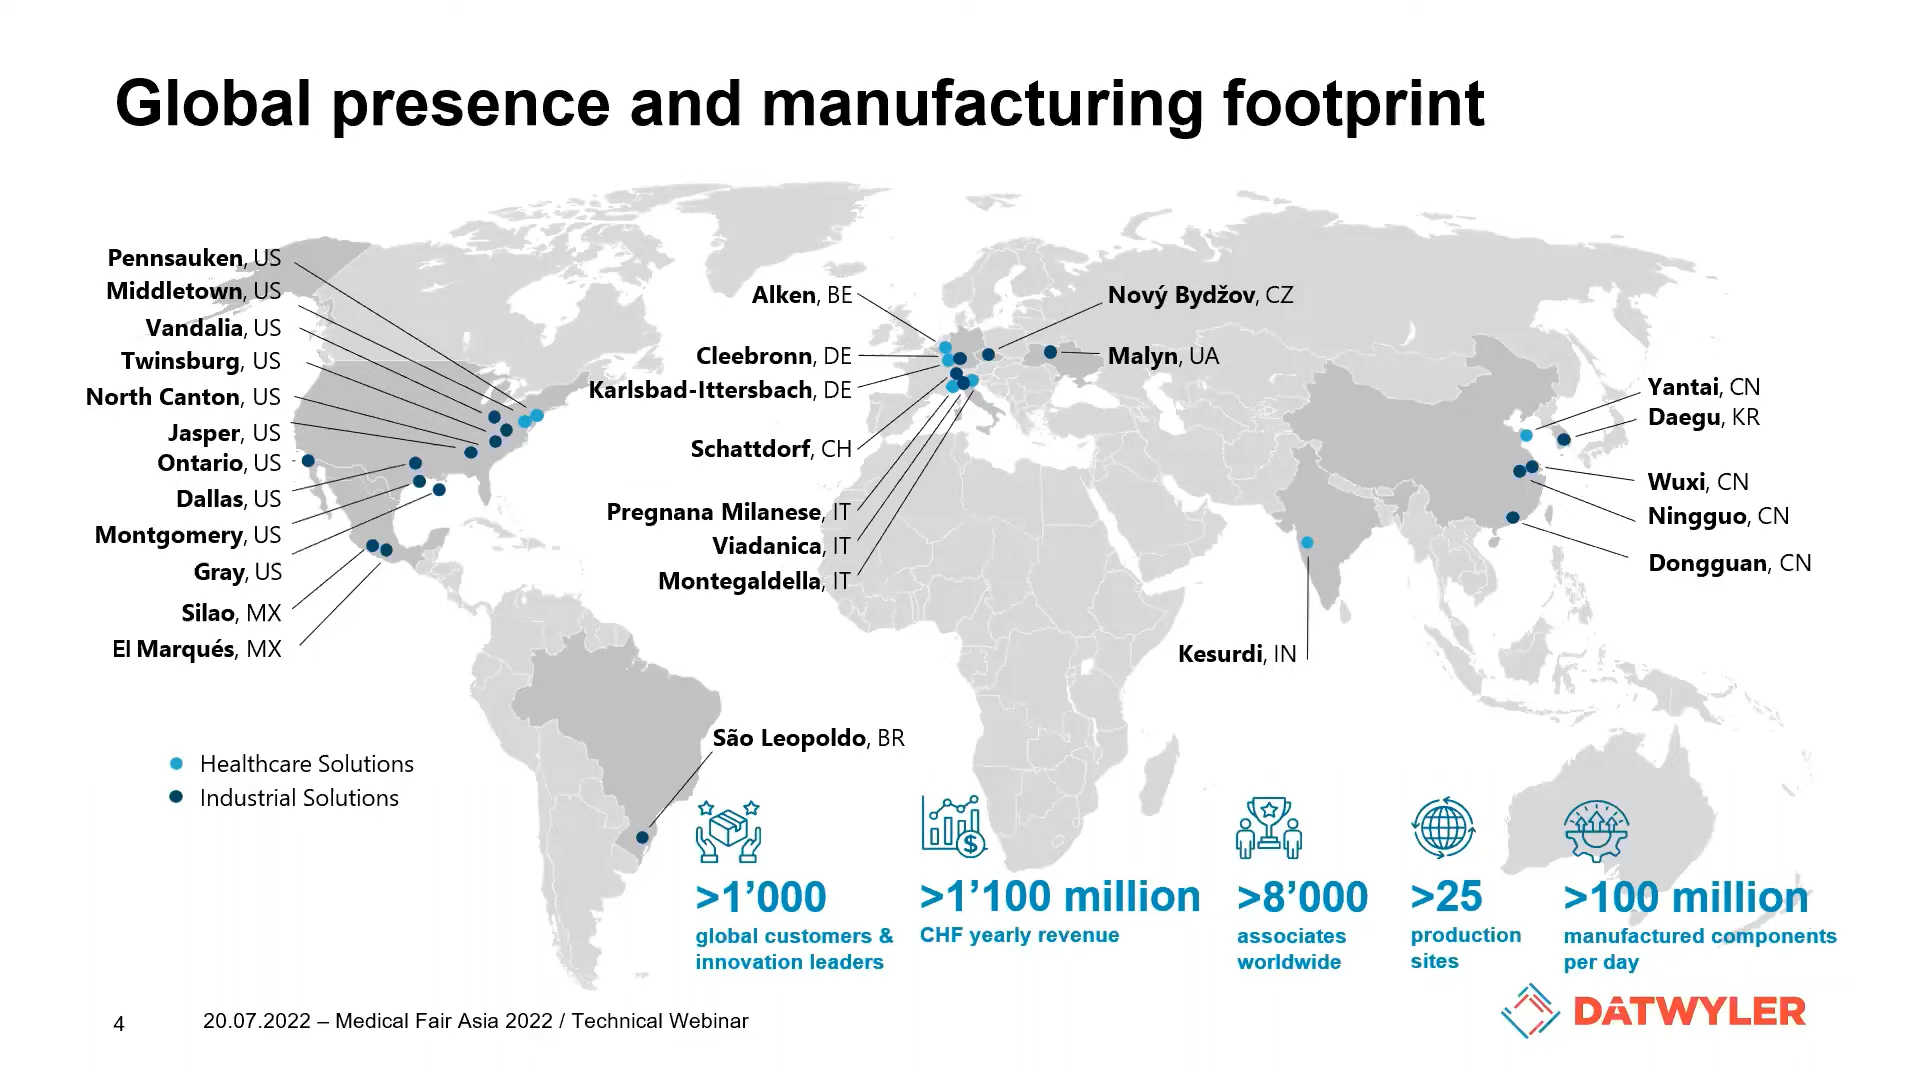 Global presence and manufacturing footprint
Pennsauken, US
Middletown, US
Vandalia, US
Twinsburg, US
North Canton, US
Jasper, US
Ontario, US
Dallas, US
Montgomery, US
Gray, US
Silao, MX
El Marqués, MX
Alken, BE
Cleebronn, DE
Karlsbad-Ittersbach, DE
Schattdorf, CH
Pregnana Milanese, IT
Viadanica, IT
Montegaldella, IT
Nový Bydžov, CZ
Malyn, UA
Yantai, CN
Daegu, KR
Wuxi, CN
Ningguo, CN
Dongguan, CN
Kesurdi, IN
São Leopoldo, BR
Healthcare Solutions
Industrial Solutions
>1’000
global customers &
innovation leaders
>1’100 million
CHF yearly revenue
>8’000
associates
worldwide
>25
production
sites
>100 million
manufactured components
per day
4
20.07.2022 – Medical Fair Asia 2022 / Technical Webinar
DATWYLER